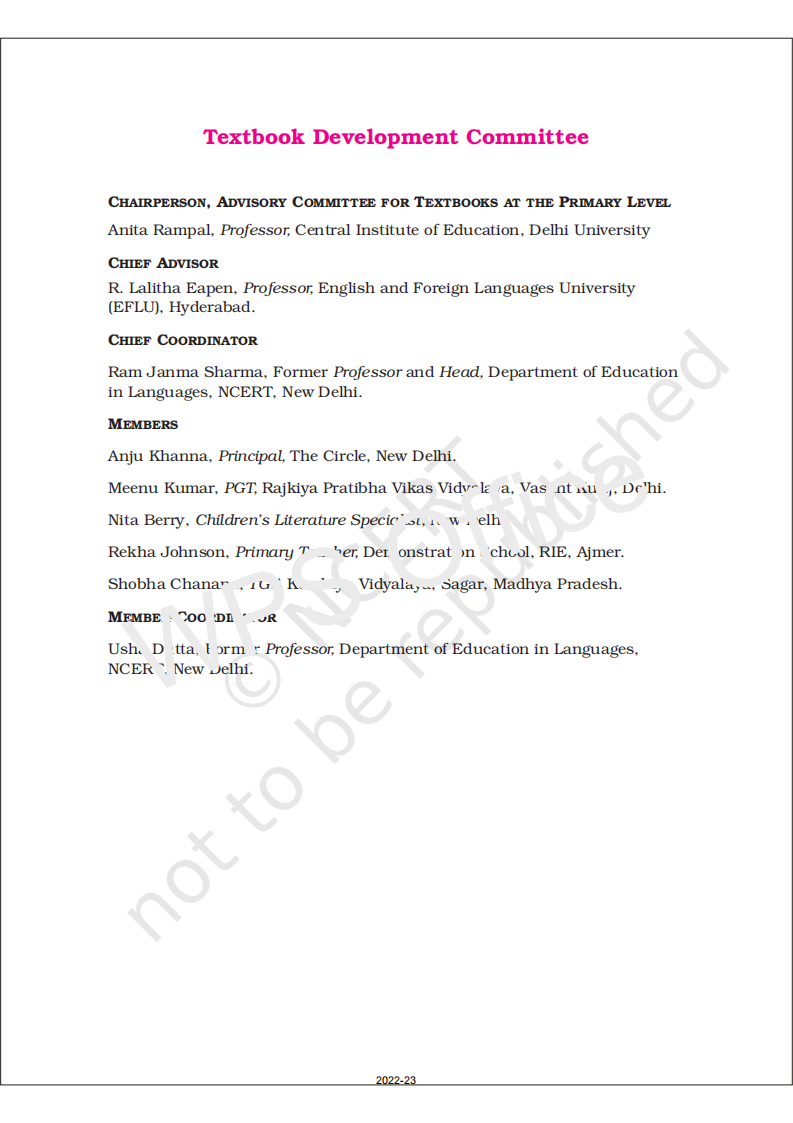 Textbook Development Committee
CHAIRPERSON, ADVISORY COMMITTEE FOR TEXTBOOKS AT THE PRIMARY LEVEL
Anita Rampal, Professor, Central Institute of Education, Delhi University
CHIEF ADVISOR
R. Lalitha Eapen, Professor, English and Foreign Languages University
(EFLU), Hyderabad.
CHIEF COORDINATOR
Ram Janma Sharma, Former Professor and Head, Department of Education
in Languages, NCERT, New Delhi.
MEMBERS
Anju Khanna, Principal, The Circle, New Delhi.
Meenu Kumar, PGT, Rajkiya Pratibha Vikas Vidyalaya, Vasant Kunj, Delhi.
Nita Berry, Children's Literature Specialist, New Delhi
Rekha Johnson, Primary Teacher, Demonstration School, RIE, Ajmer.
Shobha Chanana, TGT Vidyalaya, Sagar, Madhya Pradesh.
MEMBER COORDINATOR
Usha Dutta, Former Professor, Department of Education in Languages,
NCERT, New Delhi.
WPS Office
© NCERT
not to be republished
2022-23